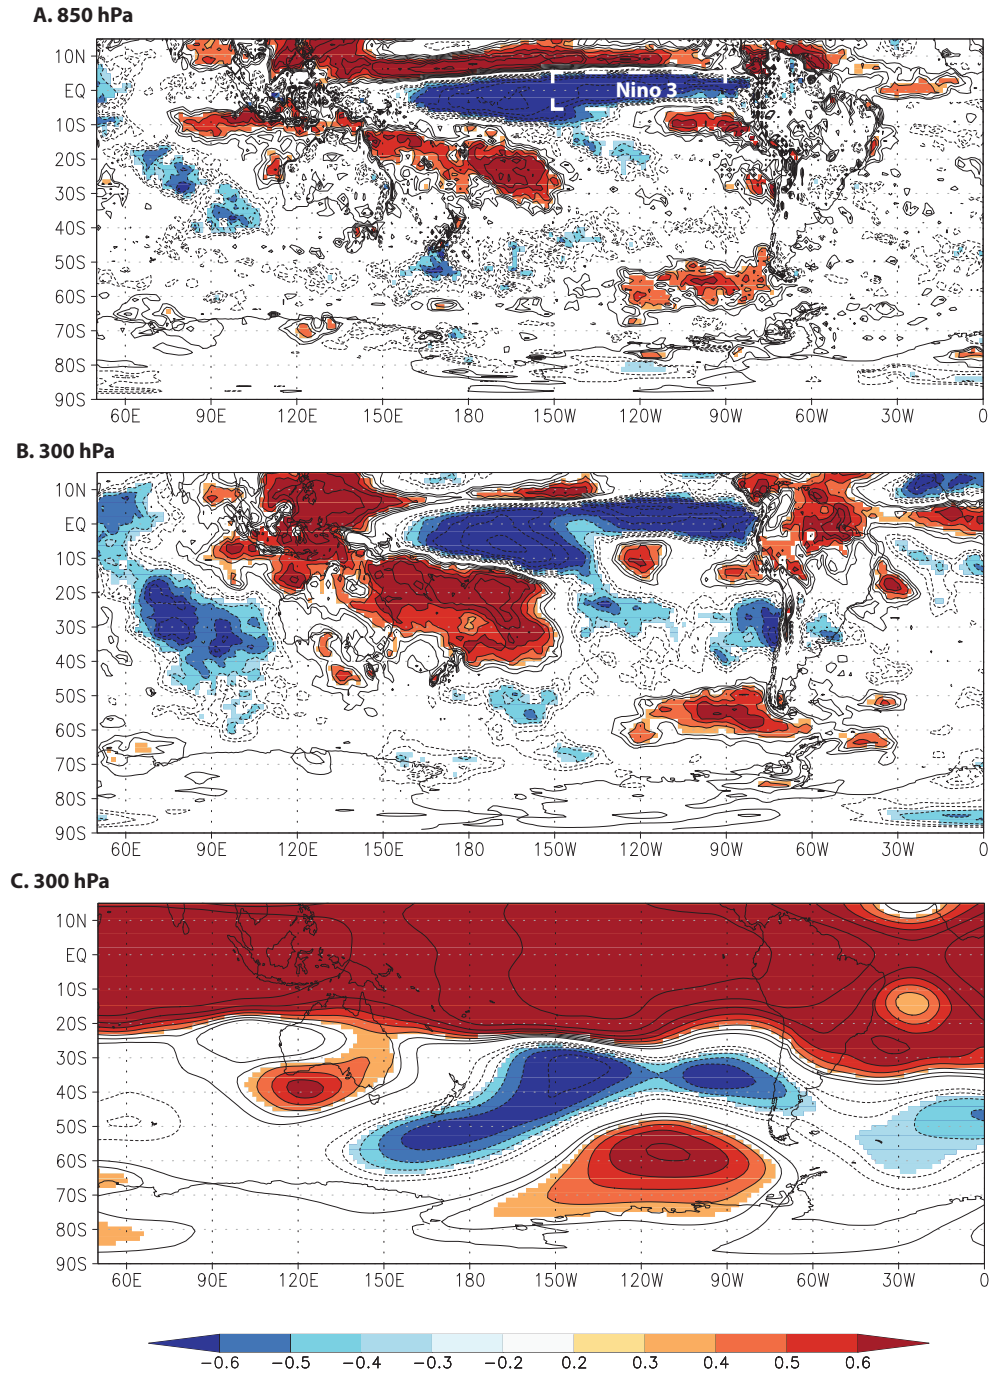 A. 850 hPa
10N
EQ
Nino 3
10S
20S
30S
40S
50S
60S
70S
80S
90S
60E 90E 120E 150E 180 150W 120W 90W 60W 30W 0
B. 300 hPa
10N
EQ
10S
20S
30S
40S
50S
60S
70S
80S
90S
60E 90E 120E 150E 180 150W 120W 90W 60W 30W 0
C. 300 hPa
10N
EQ
10S
20S
30S
40S
50S
60S
70S
80S
90S
60E 90E 120E 150E 180 150W 120W 90W 60W 30W 0
−0.6 −0.5 −0.4 −0.3 −0.2 0.2 0.3 0.4 0.5 0.6